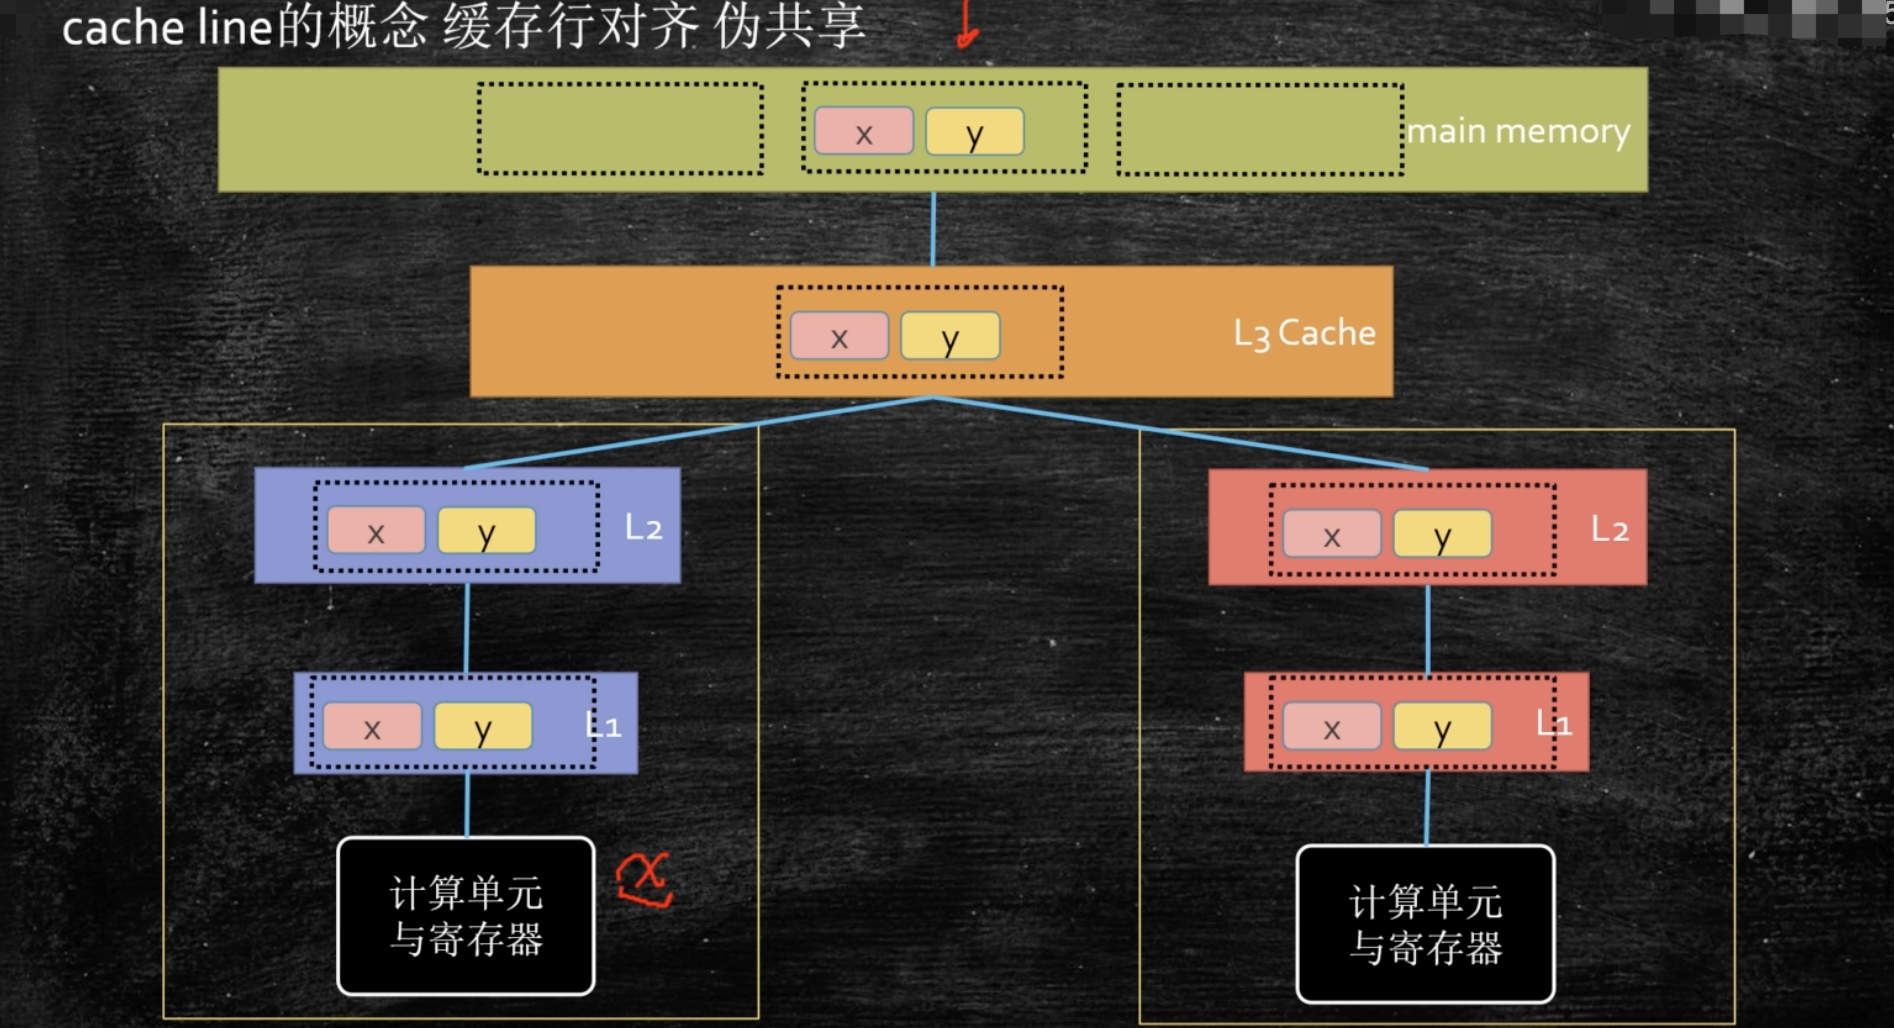 cache line的概念 缓存行对齐 伪共享
x y main memory
x y L3 Cache
x y L2
x y L2
x y L1
x y L1
计算单元
与寄存器
x
计算单元
与寄存器